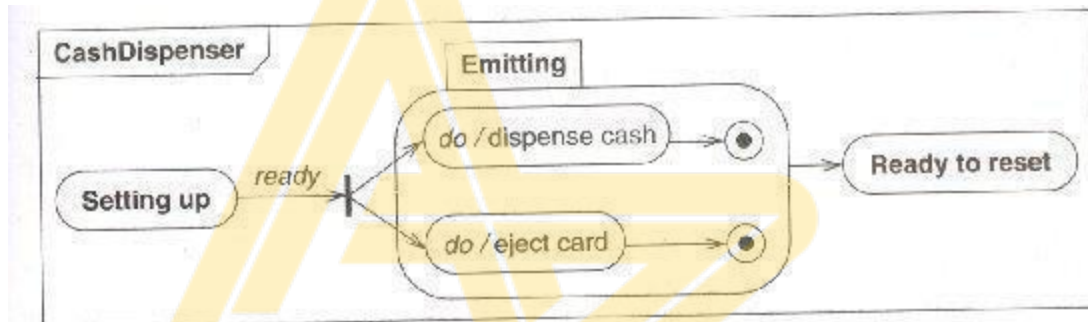 CashDispenser
Emitting
do / dispense cash
Ready to reset
ready
Setting up
do / eject card